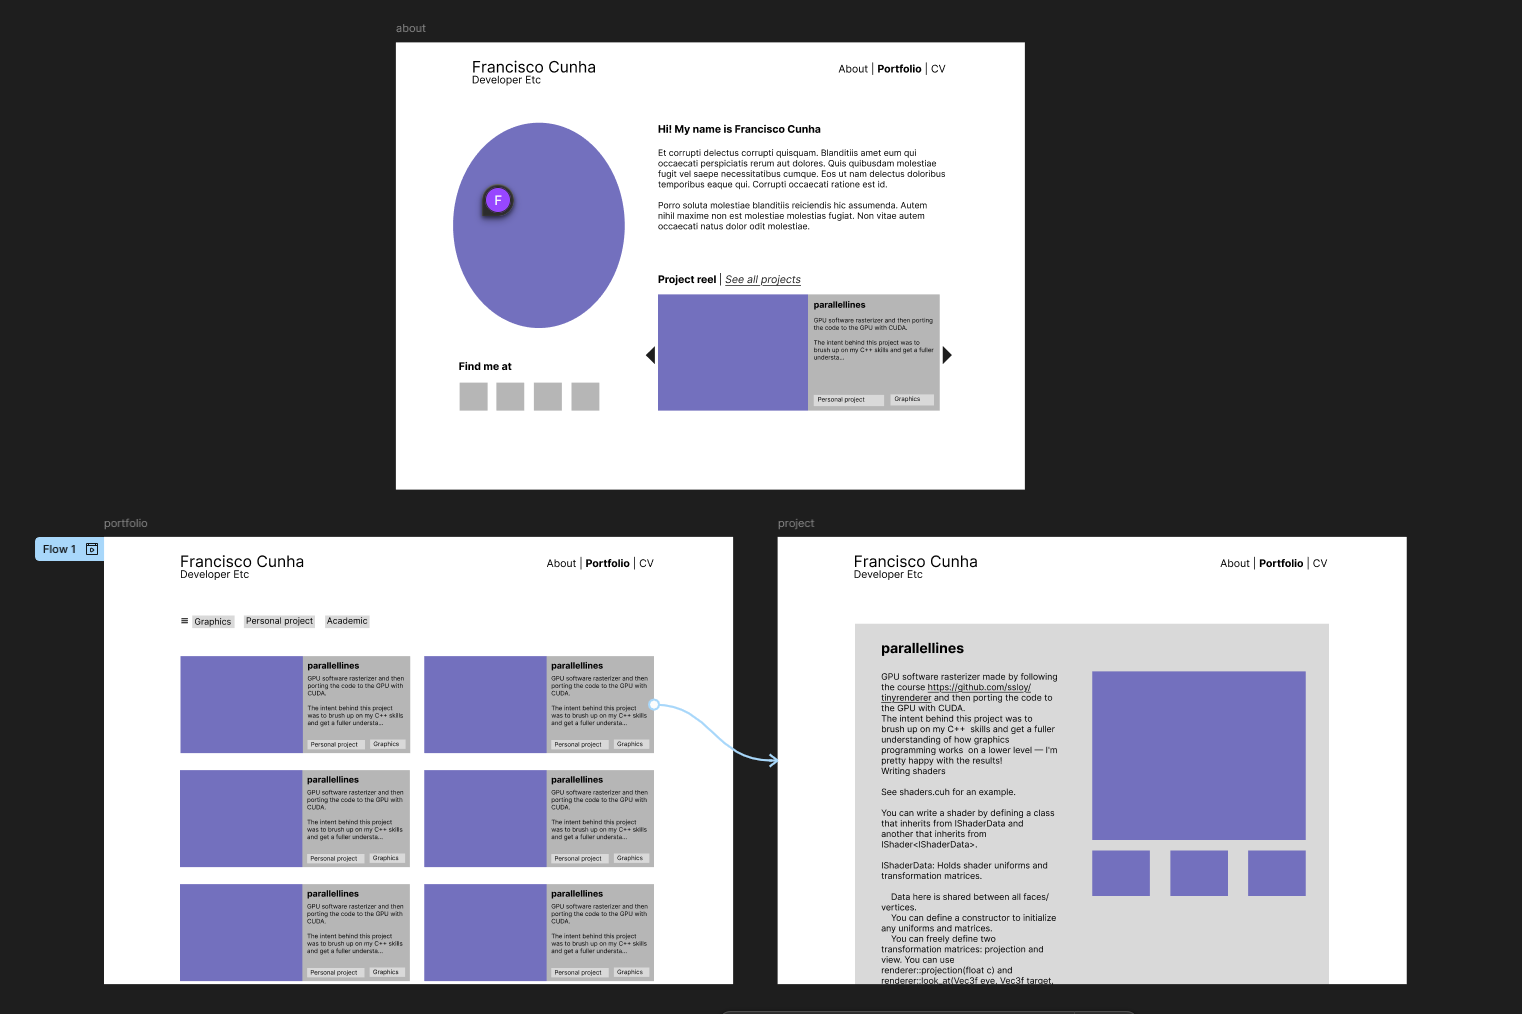 about
Francisco Cunha
Developer Etc
About | Portfolio | CV
Hi! My name is Francisco Cunha
Et corrupti delectus corrupti quisquam. Blanditiis amet eum qui
occaecati perspiciatis rerum aut dolores. Quis quibusdam molestiae
fugit vel saepe necessitatibus cumque. Eos ut nam delectus doloribus
temporibus eaque qui. Corrupti occaecati ratione est id.
Porro soluta molestiae blanditiis reiciendis hic assumenda. Autem
nihil maxime non est molestiae molestias fugiat. Non vitae autem
occaecati natus dolor odit molestiae.
F
Project reel | See all projects
parallellines
GPU software rasterizer and then porting
the code to the GPU with CUDA.
The intent behind this project was to
brush up on my C++ skills and get a fuller
understa...
Personal project
Graphics
Find me at
portfolio
Flow 1
Francisco Cunha
Developer Etc
About | Portfolio | CV
Graphics
Personal project
Academic
parallellines
GPU software rasterizer and then
porting the code to the GPU with
CUDA.
The intent behind this project
was to brush up on my C++ skills
and get a fuller understa...
Personal project
Graphics
parallellines
GPU software rasterizer and then
porting the code to the GPU with
CUDA.
The intent behind this project
was to brush up on my C++ skills
and get a fuller understa...
Personal project
Graphics
parallellines
GPU software rasterizer and then
porting the code to the GPU with
CUDA.
The intent behind this project
was to brush up on my C++ skills
and get a fuller understa...
Personal project
Graphics
parallellines
GPU software rasterizer and then
porting the code to the GPU with
CUDA.
The intent behind this project
was to brush up on my C++ skills
and get a fuller understa...
Personal project
Graphics
parallellines
GPU software rasterizer and then
porting the code to the GPU with
CUDA.
The intent behind this project
was to brush up on my C++ skills
and get a fuller understa...
Personal project
Graphics
parallellines
GPU software rasterizer and then
porting the code to the GPU with
CUDA.
The intent behind this project
was to brush up on my C++ skills
and get a fuller understa...
Personal project
Graphics
project
Francisco Cunha
Developer Etc
About | Portfolio | CV
parallellines
GPU software rasterizer made by following
the course https://github.com/ssloy/
tinyrenderer and then porting the code to
the GPU with CUDA.
The intent behind this project was to
brush up on my C++  skills and get a fuller
understanding of how graphics
programming works  on a lower level — I'm
pretty happy with the results!
Writing shaders
See shaders.cuh for an example.
You can write a shader by defining a class
that inherits from IShaderData and
another that inherits from
IShader<IShaderData>.
IShaderData: Holds shader uniforms and
transformation matrices.
Data here is shared between all faces/
vertices.
You can define a constructor to initialize
any uniforms and matrices.
You can freely define two
transformation matrices: projection and
view. You can use
renderer::projection(float c) and
renderer::look_at(Vec3f eye, Vec3f target,